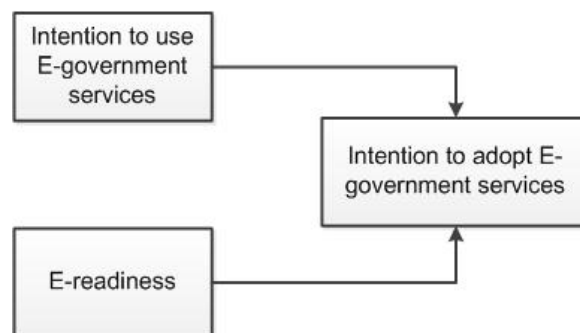 Intention to use
E-government
services
Intention to adopt E-
government services
E-readiness